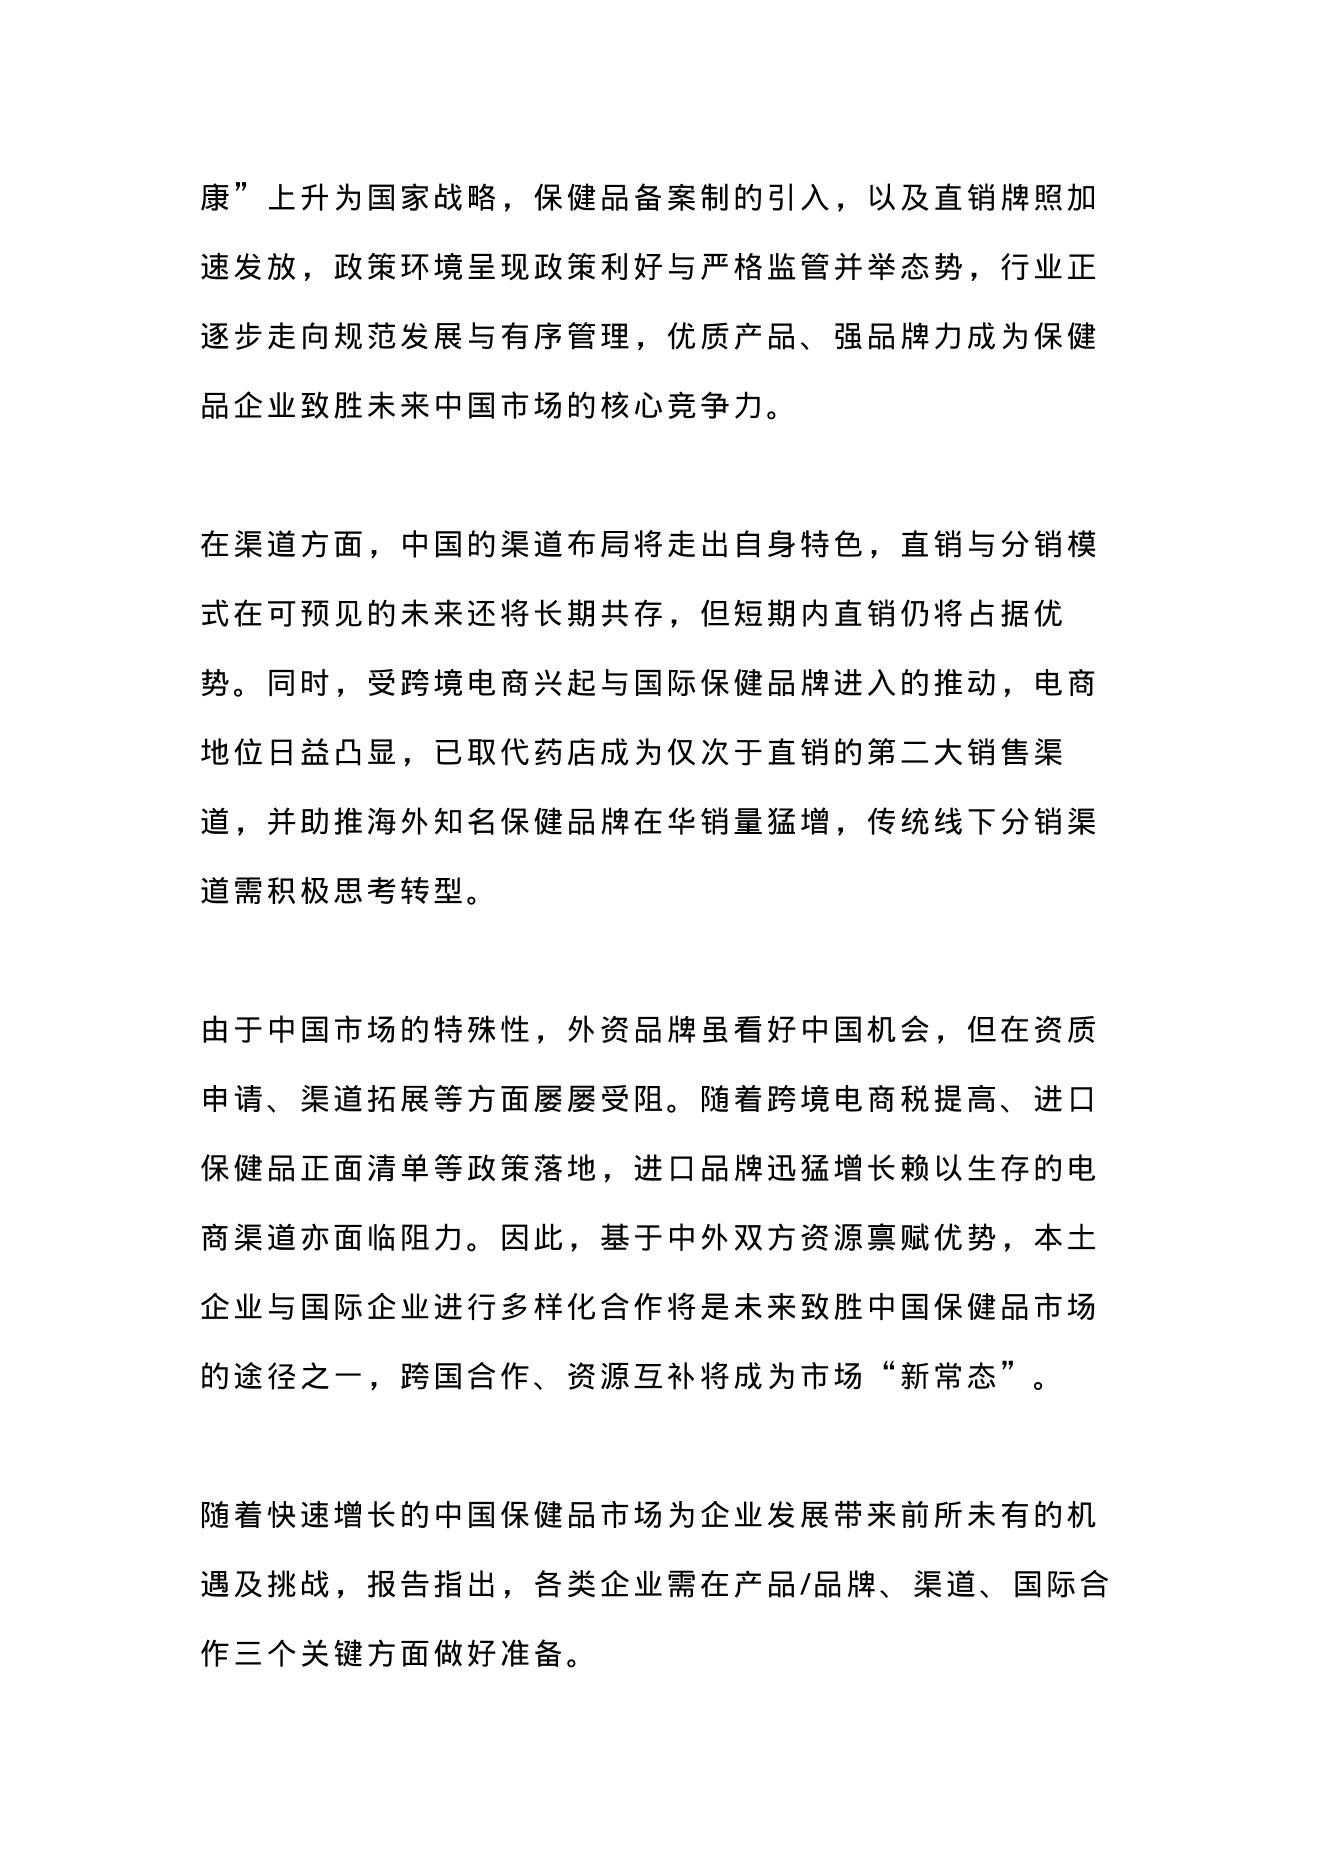 康”上升为国家战略，保健品备案制的引入，以及直销牌照加
速发放，政策环境呈现政策利好与严格监管并举态势，行业正
逐步走向规范发展与有序管理，优质产品、强品牌力成为保健
品企业致胜未来中国市场的核心竞争力。
在渠道方面，中国的渠道布局将走出自身特色，直销与分销模
式在可预见的未来还将长期共存，但短期内直销仍将占据优
势。同时，受跨境电商兴起与国际保健品牌进入的推动，电商
地位日益凸显，已取代药店成为仅次于直销的第二大销售渠
道，并助推海外知名保健品牌在华销量猛增，传统线下分销渠
道需积极思考转型。
由于中国市场的特殊性，外资品牌虽看好中国机会，但在资质
申请、渠道拓展等方面屡屡受阻。随着跨境电商税提高、进口
保健品正面清单等政策落地，进口品牌迅猛增长赖以生存的电
商渠道亦面临阻力。因此，基于中外双方资源禀赋优势，本土
企业与国际企业进行多样化合作将是未来致胜中国保健品市场
的途径之一，跨国合作、资源互补将成为市场“新常态”。
随着快速增长的中国保健品市场为企业发展带来前所未有的机
遇及挑战，报告指出，各类企业需在产品/品牌、渠道、国际合
作三个关键方面做好准备。